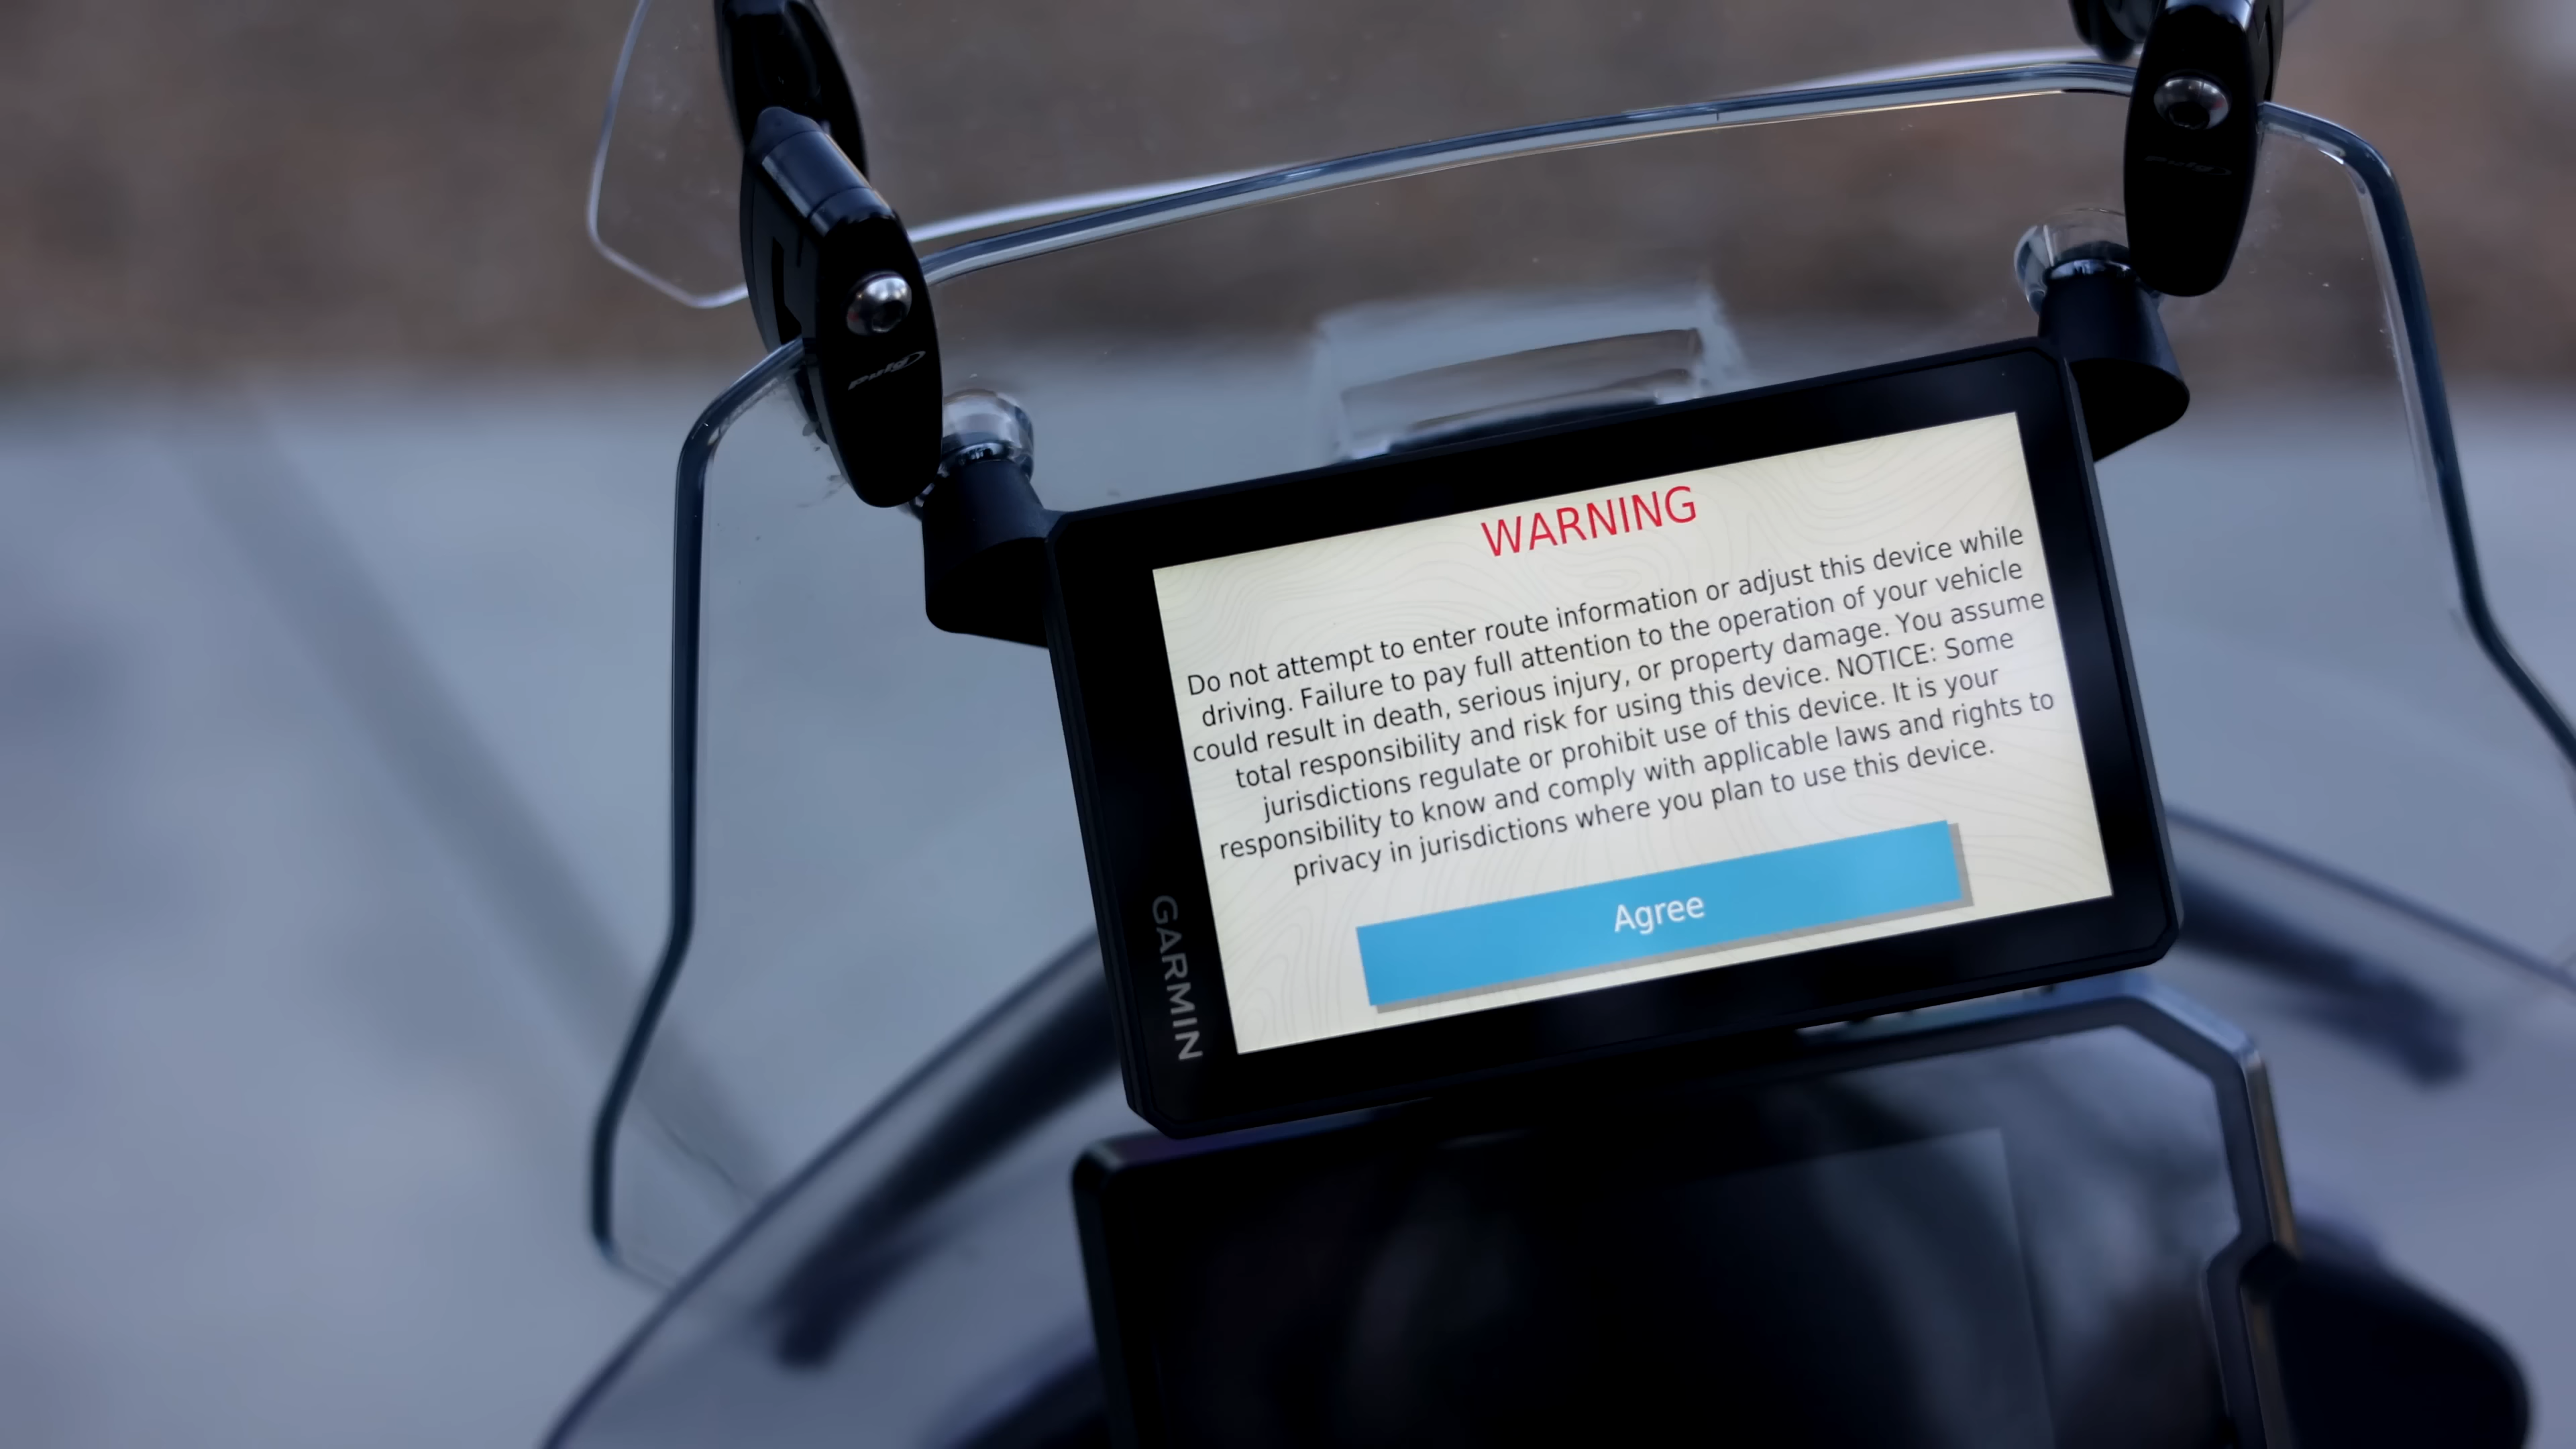 WARNING
Do not attempt to enter route information or adjust this device while
driving. Failure to pay full attention to the operation of your vehicle
could result in death, serious injury, or property damage. You assume
total responsibility and risk for using this device. NOTICE: Some
jurisdictions regulate or prohibit use of this device. It is your
responsibility to know and comply with applicable laws and rights to
privacy in jurisdictions where you plan to use this device.
Agree
GARMIN